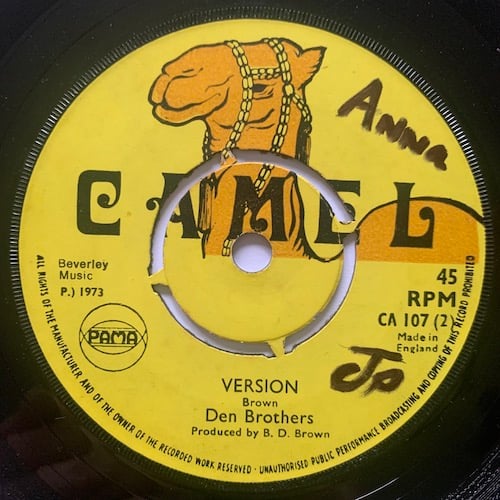 Anna
CAMEL
Beverley
Music
P.) 1973
45
RPM
CA 107 (2)
Made in
England
PAMA
Jo
VERSION
Brown
Den Brothers
Produced by B. D. Brown
ALL RIGHTS OF THE MANUFACTURER, AND OF THE OWNER OF THE RECORDED WORK RESERVED · UNAUTHORISED PUBLIC PERFORMANCE BROADCASTING AND COPYING OF THIS RECORD PROHIBITED